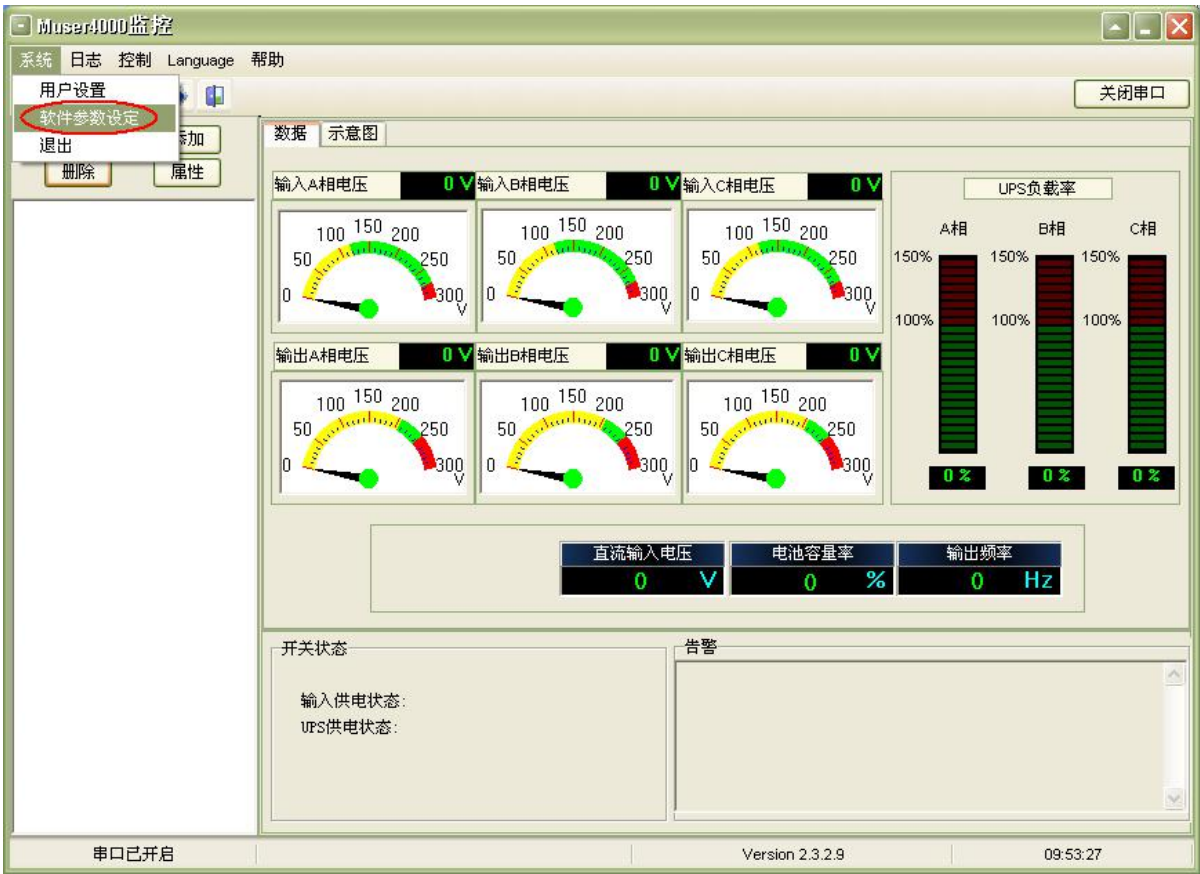 Muser4000监控
系统 日志 控制 Language 帮助
用户设置
软件参数设定
退出
关闭串口
添加
删除 属性
数据 示意图
输入A相电压 0 V 输入B相电压 0 V 输入C相电压 0 V
0 50 100 150 200 250 300 V
0 50 100 150 200 250 300 V
0 50 100 150 200 250 300 V
输出A相电压 0 V 输出B相电压 0 V 输出C相电压 0 V
0 50 100 150 200 250 300 V
0 50 100 150 200 250 300 V
0 50 100 150 200 250 300 V
UPS负载率
A相 B相 C相
150% 150% 150%
100% 100% 100%
0 % 0 % 0 %
直流输入电压 电池容量率 输出频率
0 V 0 % 0 Hz
开关状态
输入供电状态:
UPS供电状态:
告警
串口已开启 Version 2.3.2.9 09:53:27